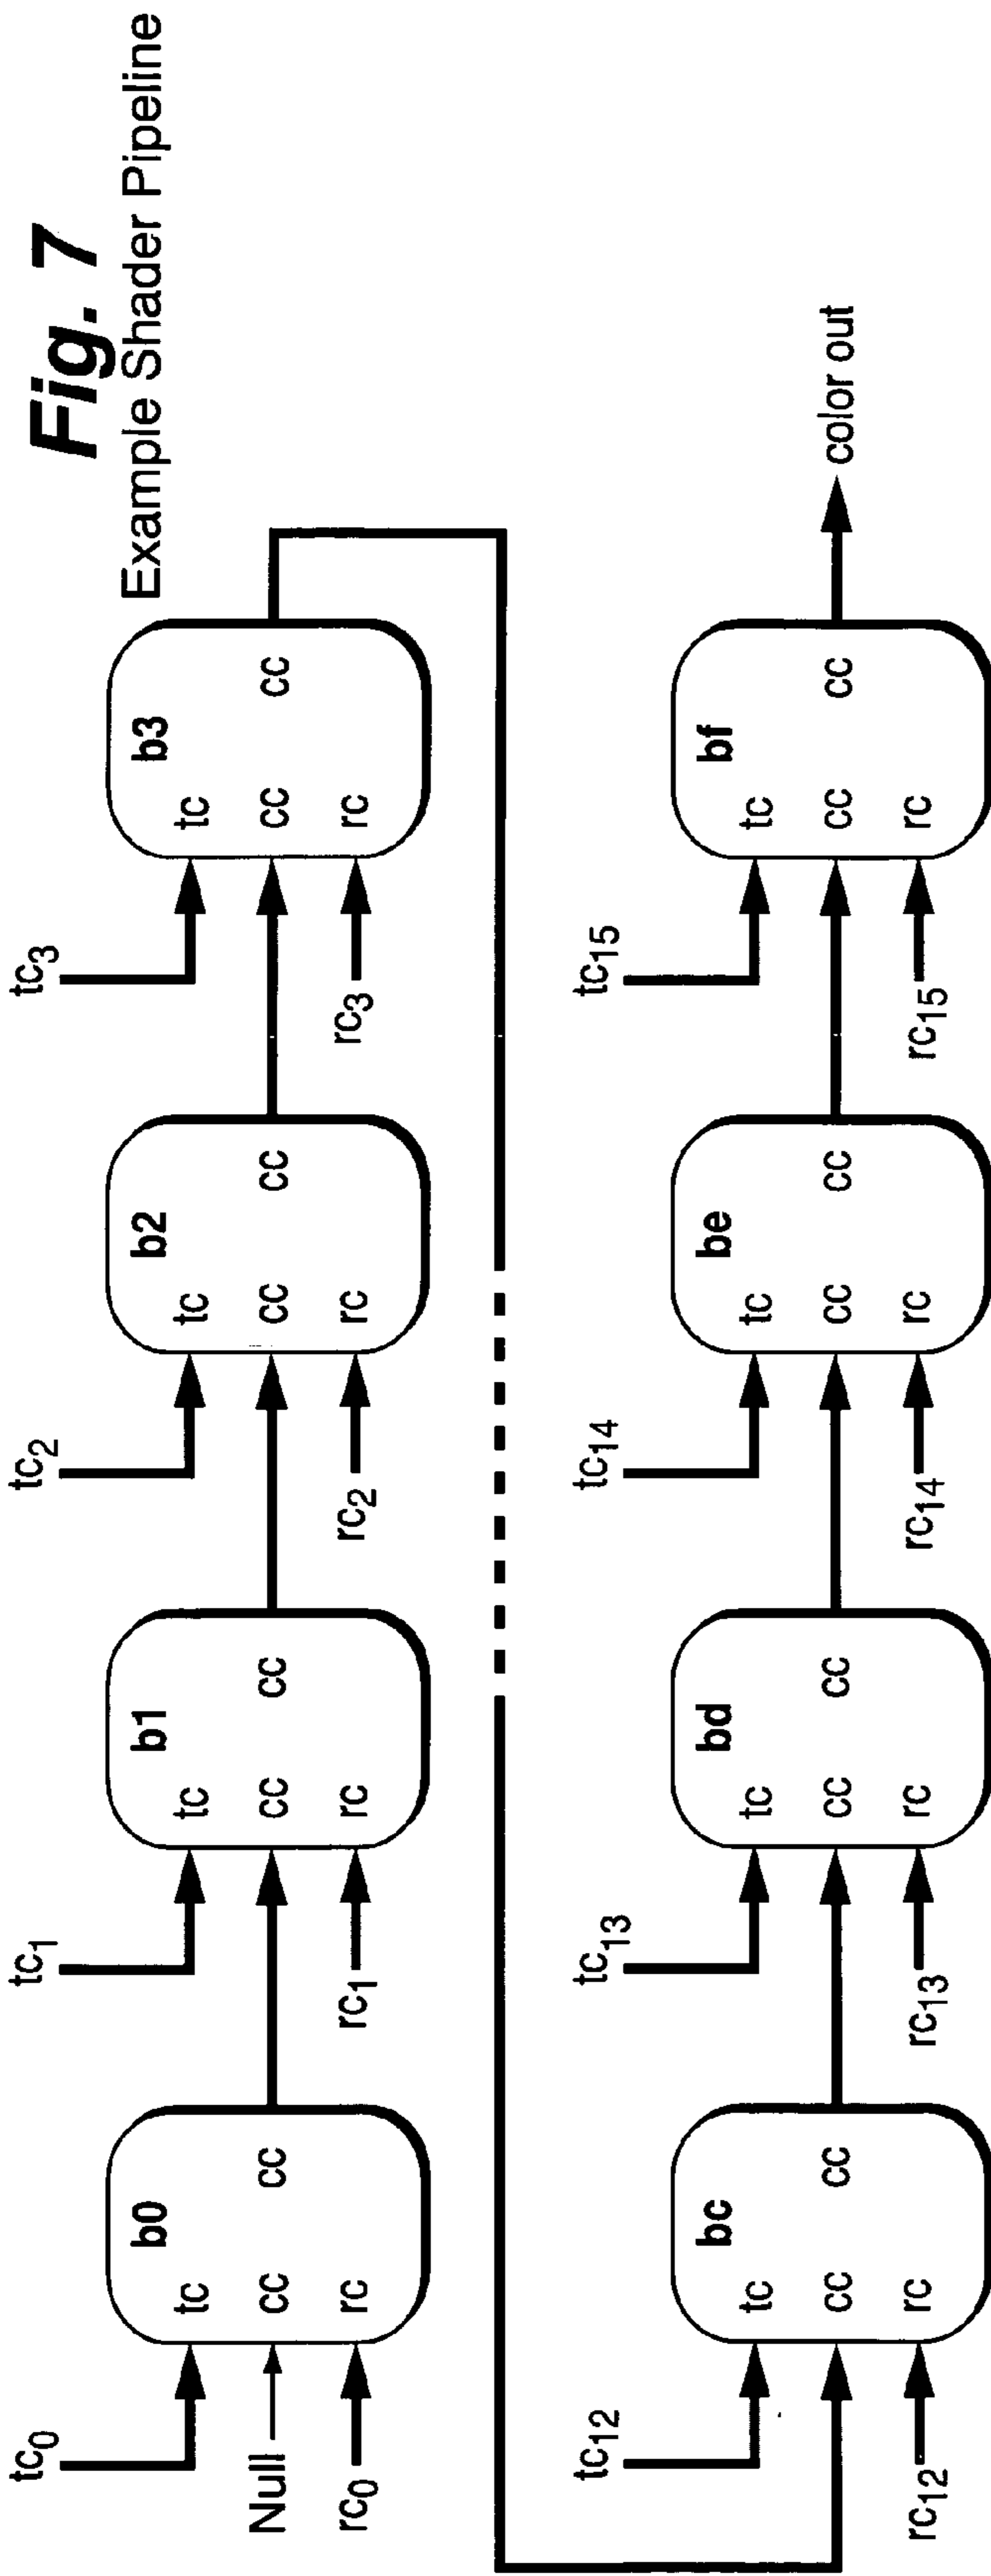 Fig. 7
Example Shader Pipeline
tc0 tc1 tc2 tc3
b0 b1 b2 b3
tc tc tc tc
Null cc cc cc cc cc cc cc cc
rc0 rc rc1 rc rc2 rc rc3 rc
tc12 tc13 tc14 tc15
bc bd be bf
tc tc tc tc
cc cc cc cc cc cc cc cc color out
rc12 rc rc13 rc rc14 rc rc15 rc